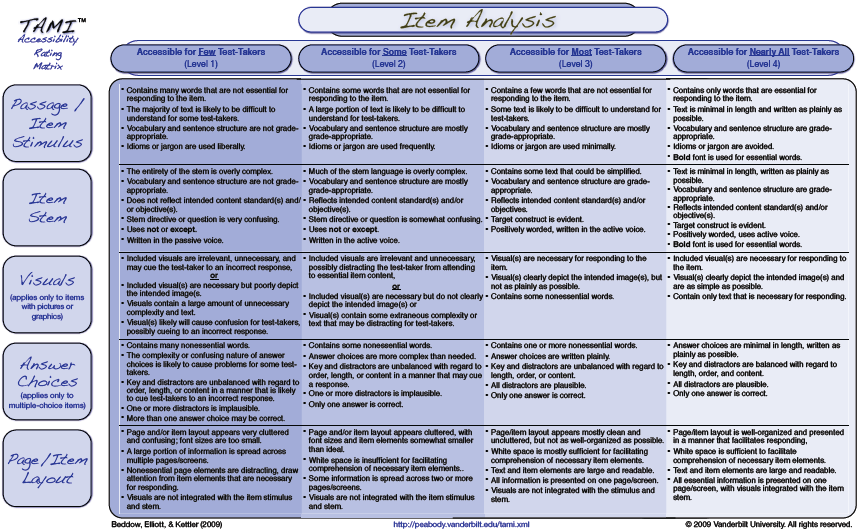 TAMI™
Accessibility
Rating
Matrix
Item Analysis
Accessible for Few Test-Takers
(Level 1)
Accessible for Some Test-Takers
(Level 2)
Accessible for Most Test-Takers
(Level 3)
Accessible for Nearly All Test-Takers
(Level 4)
Passage /
Item
Stimulus
• Contains many words that are not essential for
responding to the item.
• The majority of text is likely to be difficult to
understand for some test-takers.
• Vocabulary and sentence structure are not grade-
appropriate.
• Idioms or jargon are used liberally.
• Contains some words that are not essential for
responding to the item.
• A large portion of text is likely to be difficult to
understand for test-takers.
• Vocabulary and sentence structure are mostly
grade-appropriate.
• Idioms or jargon are used frequently.
• Contains a few words that are not essential for
responding to the item.
• Some text is likely to be difficult to understand for
test-takers.
• Vocabulary and sentence structure are mostly
grade-appropriate.
• Idioms or jargon are used minimally.
• Contains only words that are essential for
responding to the item.
• Text is minimal in length and written as plainly as
possible.
• Vocabulary and sentence structure are grade-
appropriate.
• Idioms or jargon are avoided.
• Bold font is used for essential words.
Item
Stem
• The entirety of the stem is overly complex.
• Vocabulary and sentence structure are not grade-
appropriate.
• Does not reflect intended content standard(s) and/
or objective(s).
• Stem directive or question is very confusing.
• Uses not or except.
• Written in the passive voice.
• Much of the stem language is overly complex.
• Vocabulary and sentence structure are mostly
grade-appropriate.
• Reflects intended content standard(s) and/or
objective(s).
• Stem directive or question is somewhat confusing.
• Uses not or except.
• Written in the active voice.
• Contains some text that could be simplified.
• Vocabulary and sentence structure are grade-
appropriate.
• Reflects intended content standard(s) and/or
objectives.
• Target construct is evident.
• Positively worded, written in the active voice.
• Text is minimal in length, written as plainly as
possible.
• Vocabulary and sentence structure are grade-
appropriate.
• Reflects intended content standard(s) and/or
objective(s).
• Target construct is evident.
• Positively worded, uses active voice.
• Bold font is used for essential words.
Visuals
(applies only to items
with pictures or
graphics)
• Included visuals are irrelevant, unnecessary, and
may cue the test-taker to an incorrect response,
or
• Included visual(s) are necessary but poorly depict
the intended image(s.
• Visuals contain a large amount of unnecessary
complexity and text.
• Visual(s) likely will cause confusion for test-takers,
possibly cueing to an incorrect response.
• Included visuals are irrelevant and unnecessary,
possibly distracting the test-taker from attending
to essential item content,
or
• Included visual(s) are necessary but do not clearly
depict the intended image(s) or
• Visual(s) contain some extraneous complexity or
text that may be distracting for test-takers.
• Visual(s) are necessary for responding to the
item.
• Visual(s) clearly depict the intended image(s), but
not as plainly as possible.
• Contains some nonessential words.
• Included visual(s) are necessary for responding to
the item.
• Visual(s) clearly depict the intended image(s) and
are as simple as possible.
• Contain only text that is necessary for responding.
Answer
Choices
(applies only to
multiple-choice items)
• Contains many nonessential words.
• The complexity or confusing nature of answer
choices is likely to cause problems for some test-
takers.
• Key and distractors are unbalanced with regard to
order, length, or content in a manner that is likely
to cue test-takers to an incorrect response.
• One or more distractors is implausible.
• More than one answer choice may be correct.
• Contains some nonessential words.
• Answer choices are more complex than needed.
• Key and distractors are unbalanced with regard to
order, length, or content in a manner that may cue
a response.
• One or more distractors is implausible.
• Only one answer is correct.
• Contains one or more nonessential words.
• Answer choices are written plainly.
• Key and distractors are unbalanced with regard to
length, order, or content.
• All distractors are plausible.
• Only one answer is correct.
• Answer choices are minimal in length, written as
plainly as possible.
• Key and distractors are balanced with regard to
length, order, and content.
• All distractors are plausible.
• Only one answer is correct.
Page/Item
Layout
• Page and/or item layout appears very cluttered
and confusing; font sizes are too small.
• A large portion of information is spread across
multiple pages/screens.
• Nonessential page elements are distracting, draw
attention from item elements that are necessary
for responding.
• Visuals are not integrated with the item stimulus
and stem.
• Page and/or item layout appears cluttered, with
font sizes and item elements somewhat smaller
than ideal.
• White space is insufficient for facilitating
comprehension of necessary item elements..
• Some information is spread across two or more
pages/screens.
• Visuals are not integrated with the item stimulus
and stem.
• Page/item layout appears mostly clean and
uncluttered, but not as well-organized as possible.
• White space is mostly sufficient for facilitating
comprehension of necessary item elements.
• Text and item elements are large and readable.
• All information is presented on one page/screen.
• Visuals are not integrated with the stimulus and
stem.
• Page/item layout is well-organized and presented
in a manner that facilitates responding,
• White space is sufficient to facilitate
comprehension of necessary item elements.
• Text and item elements are large and readable.
• All essential information is presented on one
page/screen, with visuals integrated with the item
stem.
Beddow, Elliott, & Kettler (2009)
http://peabody.vanderbilt.edu/tami.xml
© 2009 Vanderbilt University. All rights reserved.